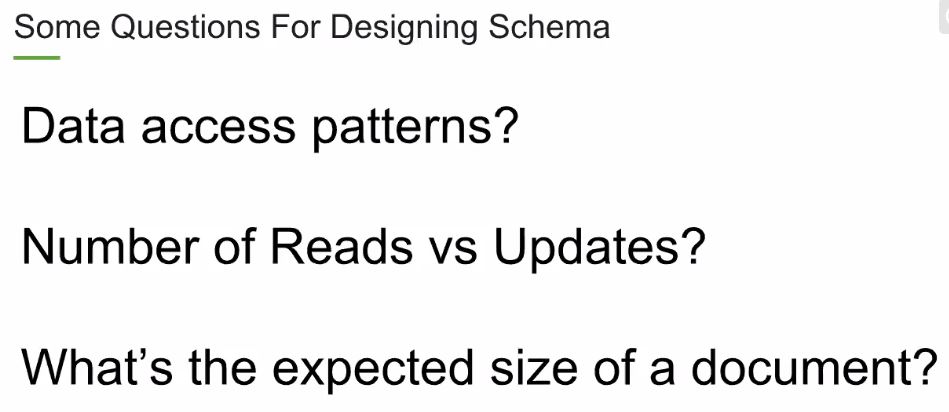 Some Questions For Designing Schema
Data access patterns?
Number of Reads vs Updates?
What’s the expected size of a document?